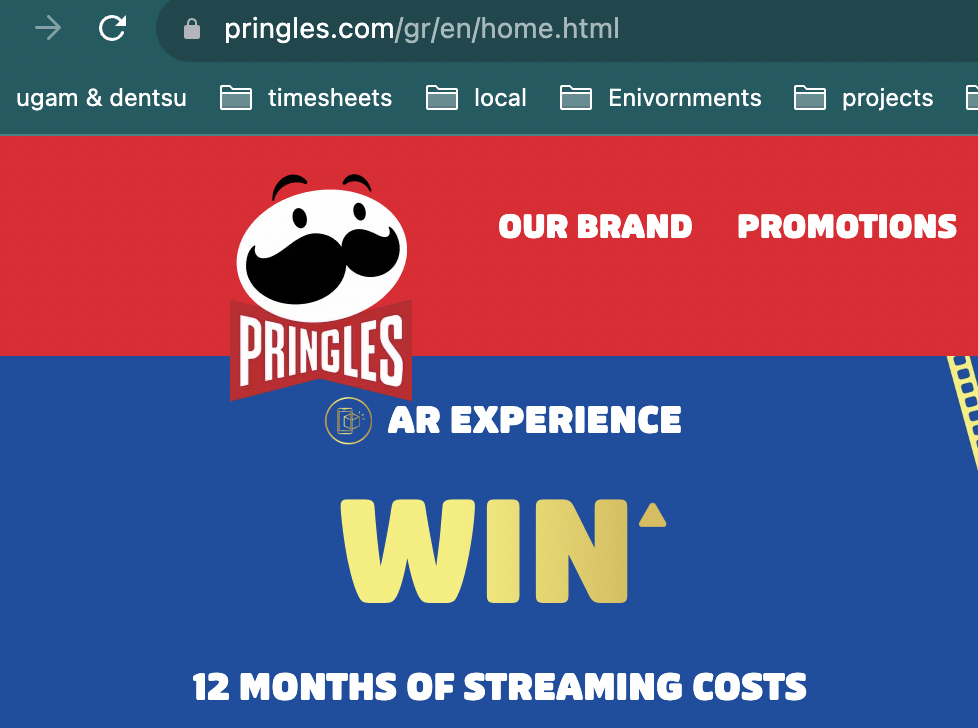 pringles.com/gr/en/home.html
ugam & dentsu timesheets local Enivornments projects
OUR BRAND PROMOTIONS
PRINGLES
AR EXPERIENCE
WIN
12 MONTHS OF STREAMING COSTS